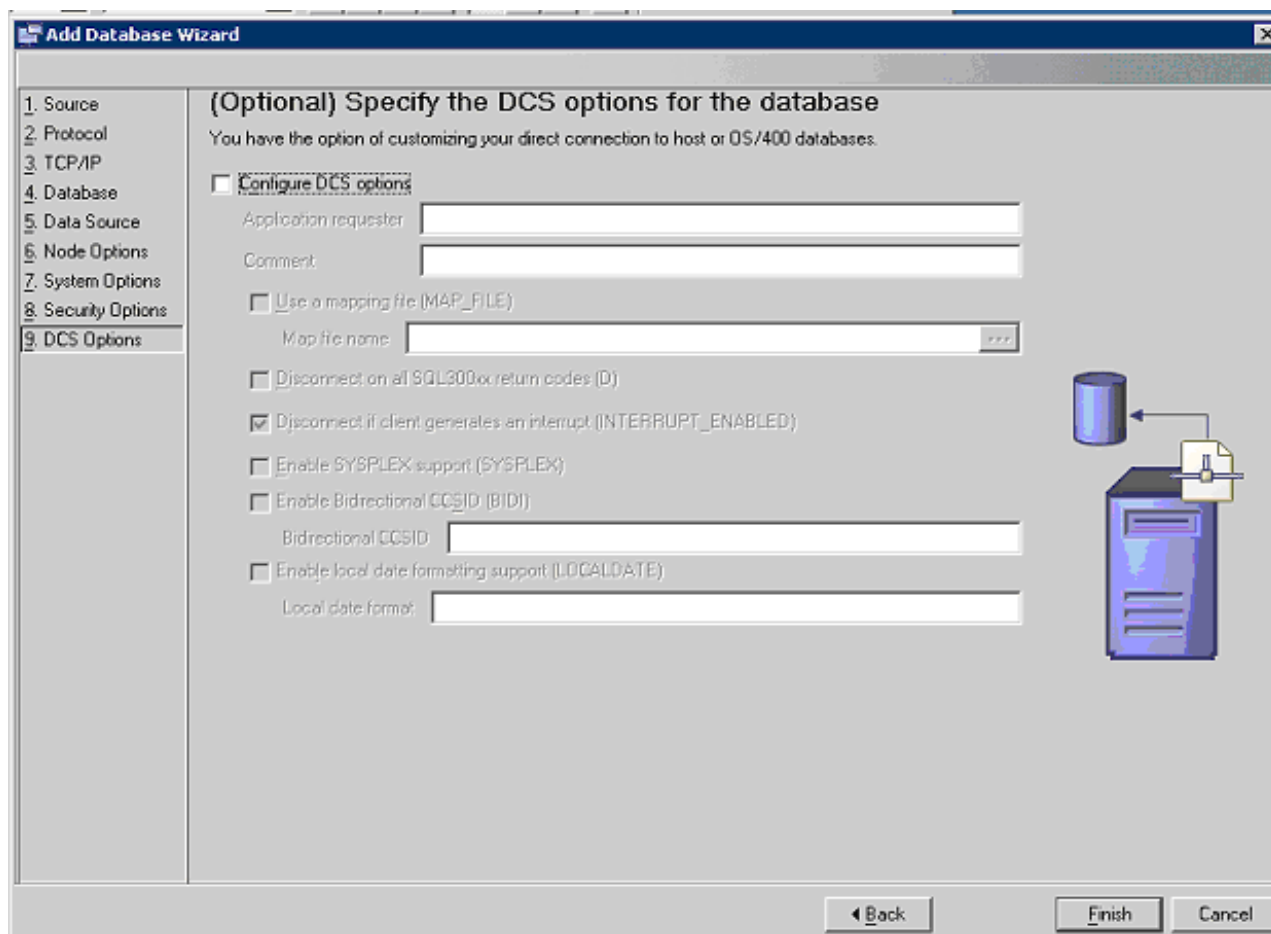 Add Database Wizard
1. Source
2. Protocol
3. TCP/IP
4. Database
5. Data Source
6. Node Options
7. System Options
8. Security Options
9. DCS Options
(Optional) Specify the DCS options for the database
You have the option of customizing your direct connection to host or OS/400 databases.
Configure DCS options
Application requester
Comment
Use a mapping file (MAP_FILE)
Map file name
...
Disconnect on all SQL300xx return codes (D)
Disconnect if client generates an interrupt (INTERRUPT_ENABLED)
Enable SYSPLEX support (SYSPLEX)
Enable Bidirectional CCSID (BIDI)
Bidirectional CCSID
Enable local date formatting support (LOCALDATE)
Local date format
Back
Finish
Cancel